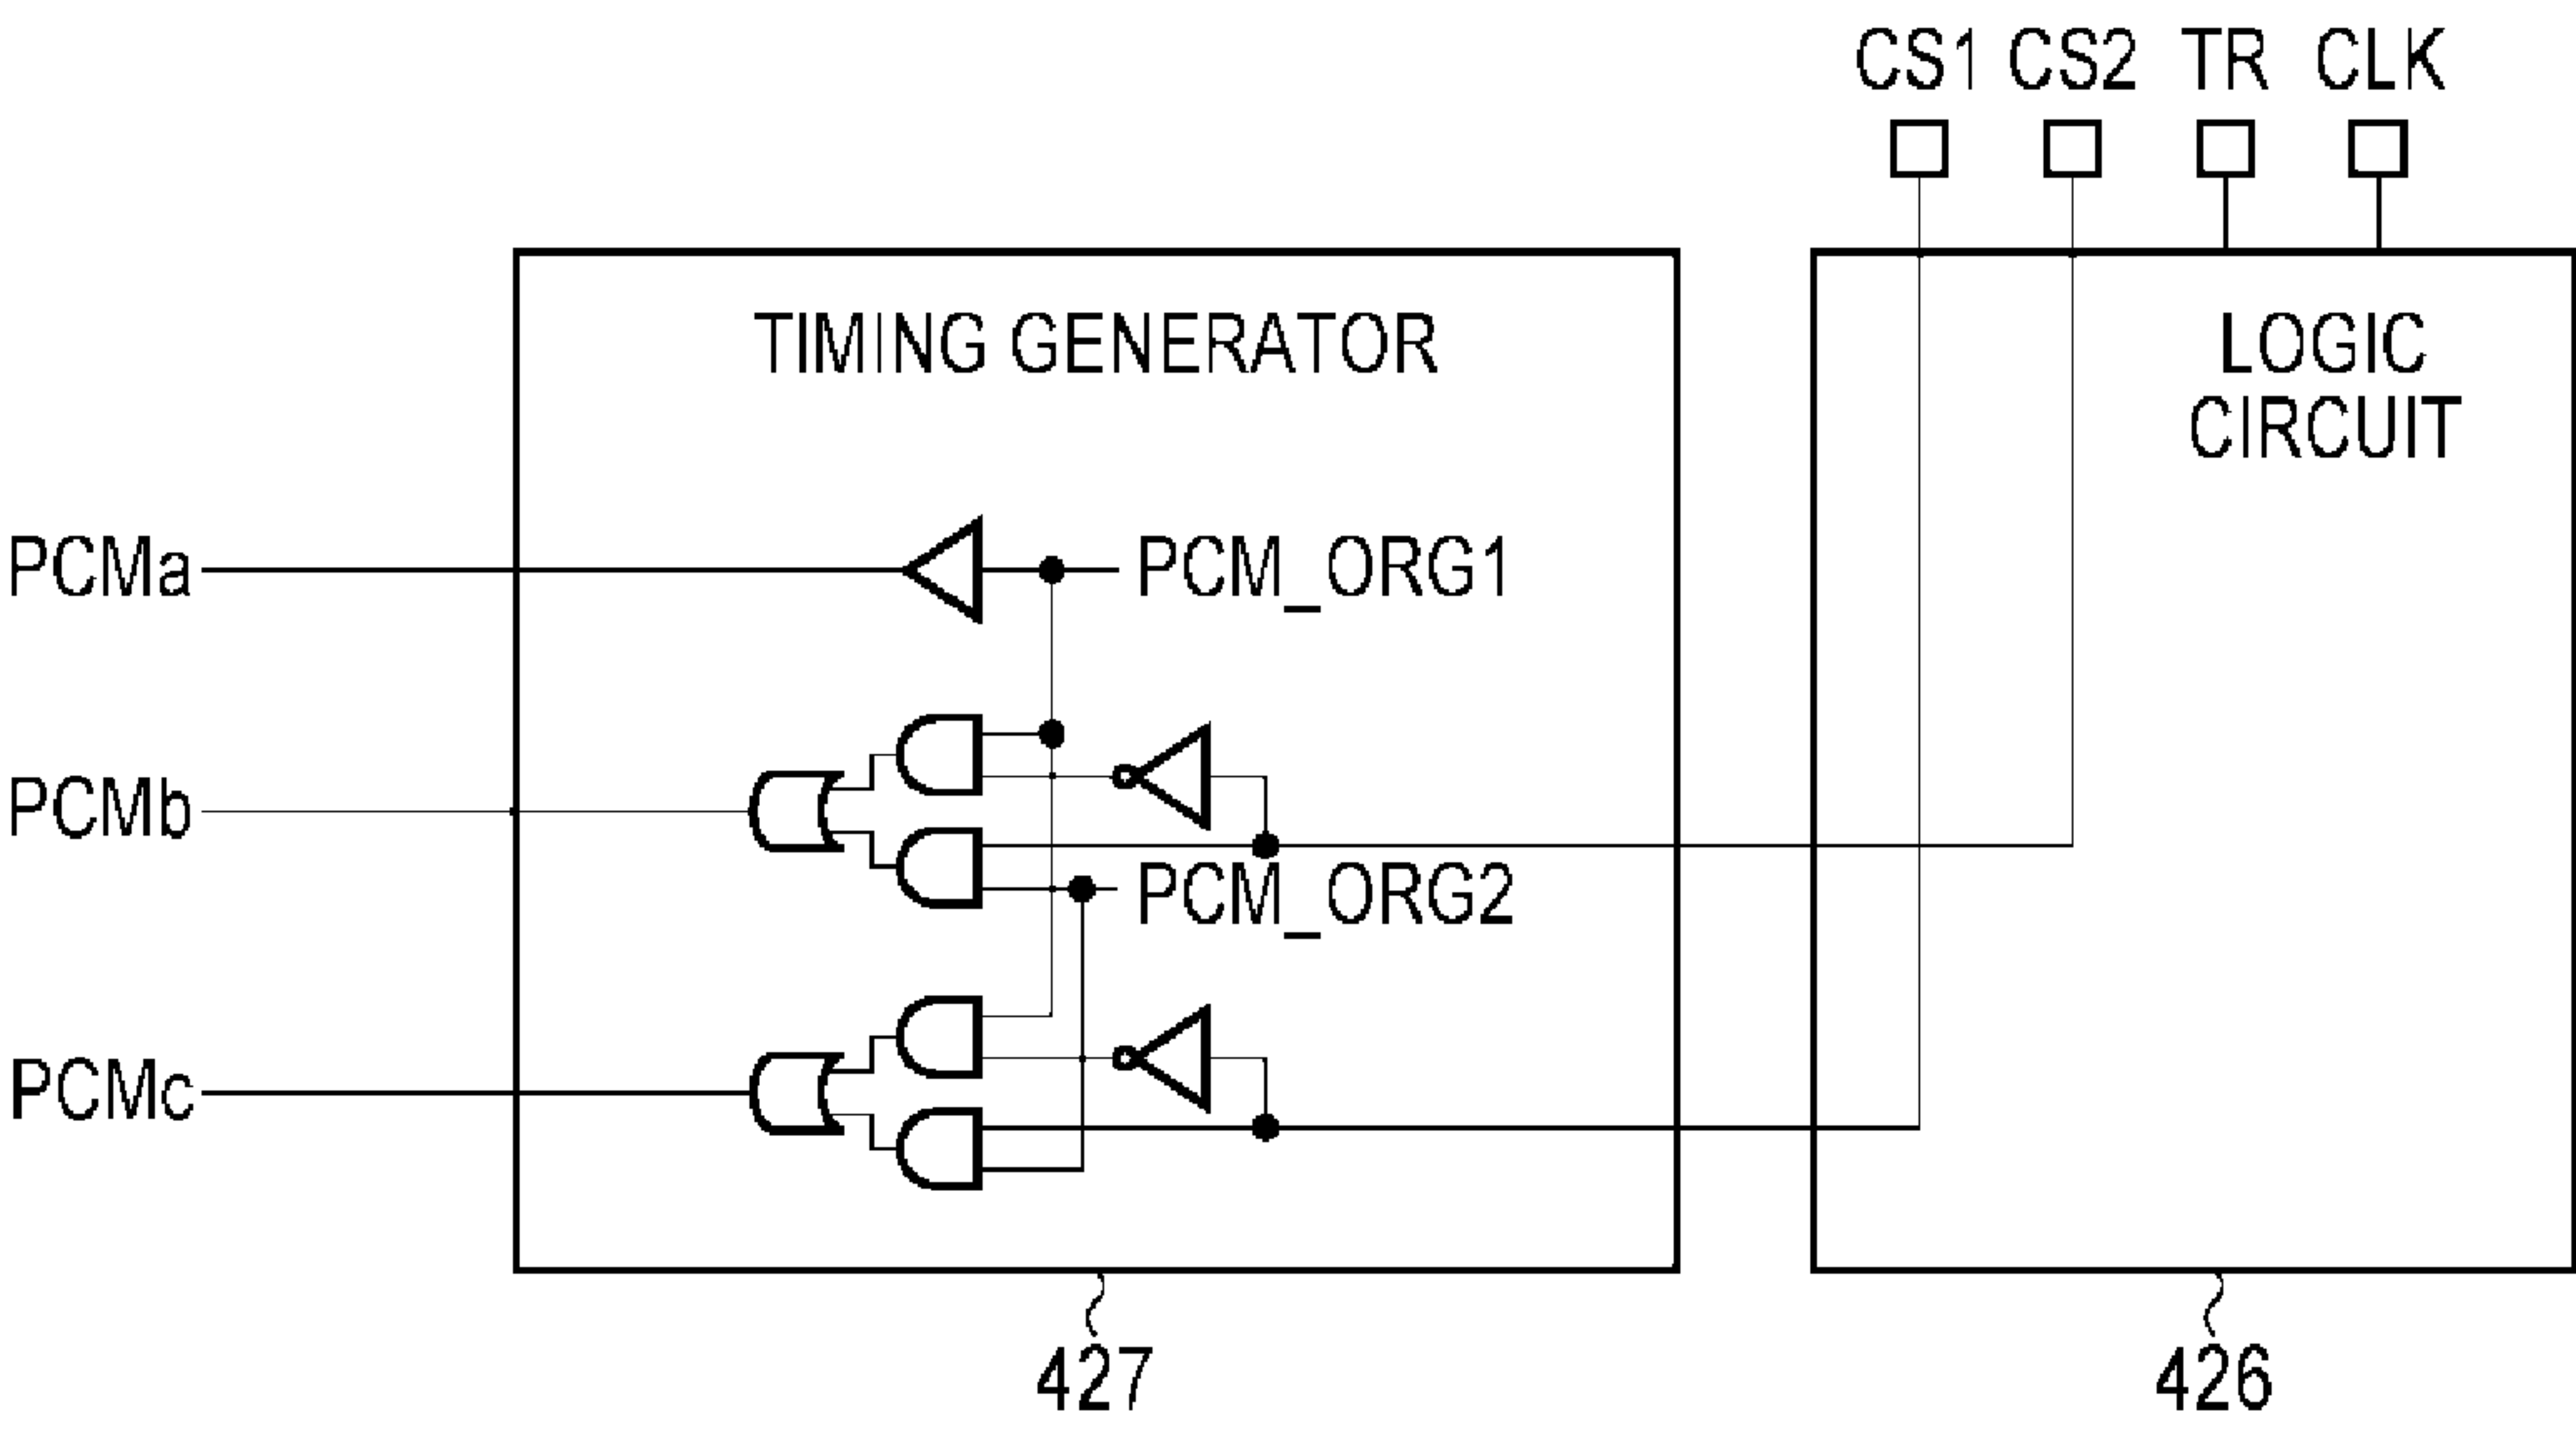 CS1 CS2 TR CLK
TIMING GENERATOR
LOGIC
CIRCUIT
PCMa
PCM_ORG1
PCMb
PCM_ORG2
PCMc
427
426